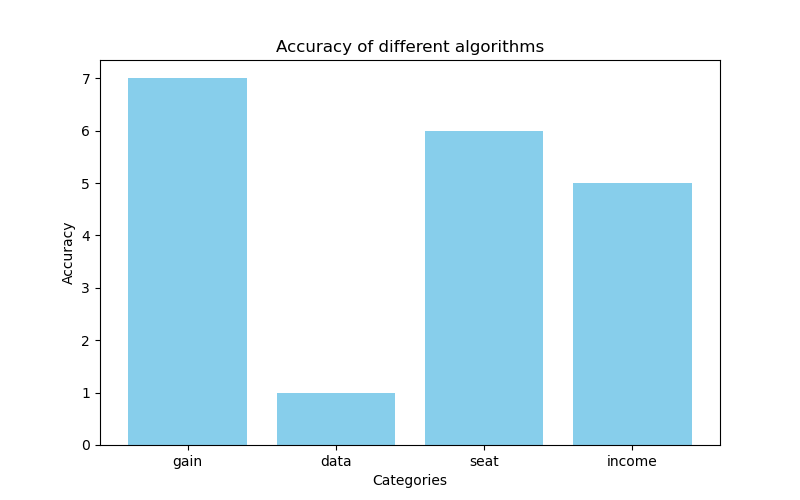 Accuracy of different algorithms
Accuracy
7
6
5
4
3
2
1
0
gain data seat income
Categories